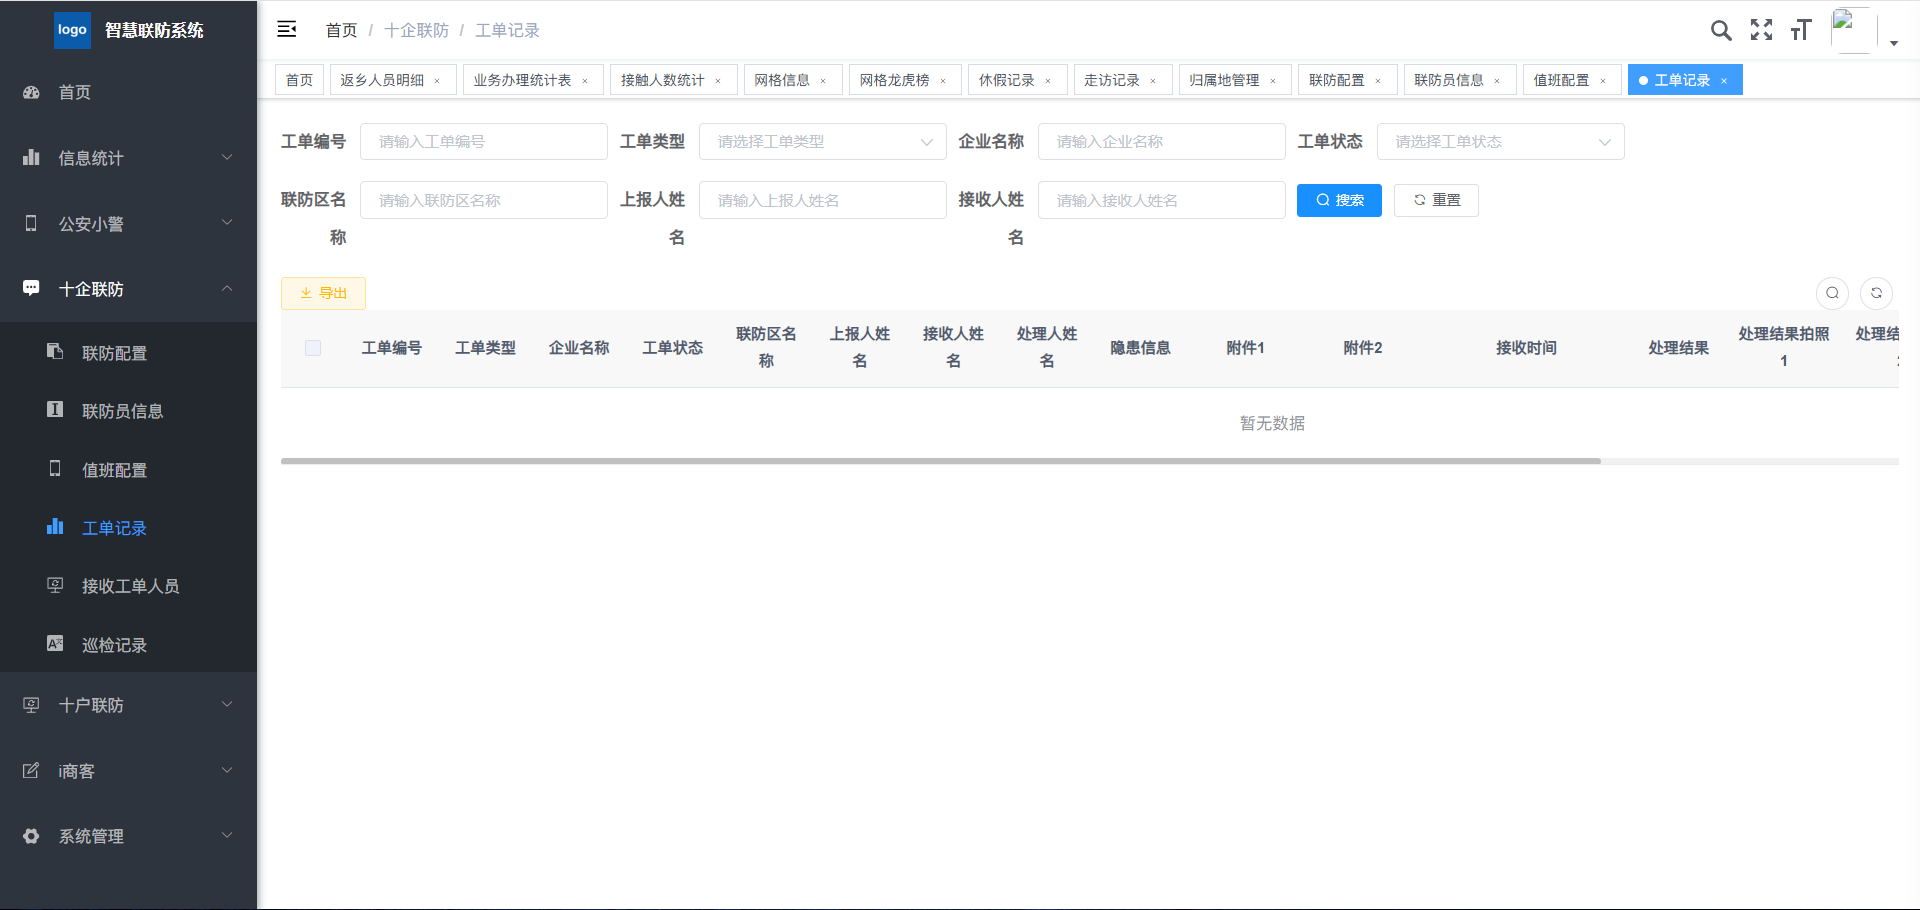 logo 智慧联防系统
首页
信息统计
公安小警
十企联防
联防配置
联防员信息
值班配置
工单记录
接收工单人员
巡检记录
十户联防
i商客
系统管理
首页 / 十企联防 / 工单记录
首页 返乡人员明细 × 业务办理统计表 × 接触人数统计 × 网格信息 × 网格龙虎榜 × 休假记录 × 走访记录 × 归属地管理 × 联防配置 × 联防员信息 × 值班配置 × 工单记录 ×
工单编号 请输入工单编号 工单类型 请选择工单类型 企业名称 请输入企业名称 工单状态 请选择工单状态
联防区名 请输入联防区名称 上报人姓 请输入上报人姓名 接收人姓 请输入接收人姓名 搜索 重置
称 名 名
导出
工单编号 工单类型 企业名称 工单状态 联防区名 上报人姓 接收人姓 处理人姓 隐患信息 附件1 附件2 接收时间 处理结果 处理结果拍照 处理结
称 名 名 名 1
暂无数据